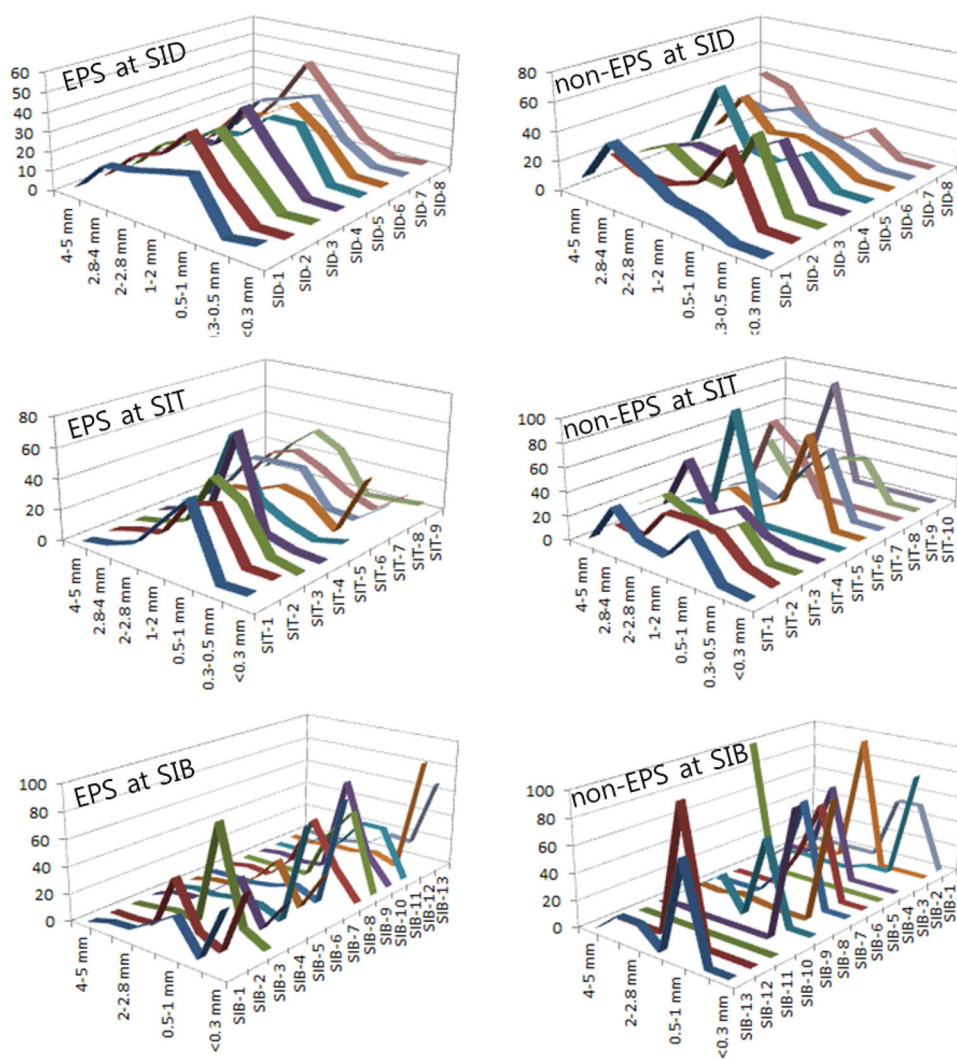 EPS at SID
60
50
40
30
20
10
0
4-5 mm
2.8-4 mm
2-2.8 mm
1-2 mm
0.5-1 mm
.3-0.5 mm
<0.3 mm
SID-1
SID-2
SID-3
SID-4
SID-5
SID-6
SID-7
SID-8
non-EPS at SID
80
60
40
20
0
4-5 mm
2.8-4 mm
2-2.8 mm
1-2 mm
0.5-1 mm
.3-0.5 mm
<0.3 mm
SID-1
SID-2
SID-3
SID-4
SID-5
SID-6
SID-7
SID-8
EPS at SIT
80
60
40
20
0
4-5 mm
2.8-4 mm
2-2.8 mm
1-2 mm
0.5-1 mm
0.3-0.5 mm
<0.3 mm
SIT-1
SIT-2
SIT-3
SIT-4
SIT-5
SIT-6
SIT-7
SIT-8
SIT-9
non-EPS at SIT
100
80
60
40
20
0
4-5 mm
2.8-4 mm
2-2.8 mm
1-2 mm
0.5-1 mm
0.3-0.5 mm
<0.3 mm
SIT-1
SIT-2
SIT-3
SIT-4
SIT-5
SIT-6
SIT-7
SIT-8
SIT-9
SIT-10
EPS at SIB
100
80
60
40
20
0
4-5 mm
2-2.8 mm
0.5-1 mm
<0.3 mm
SIB-1
SIB-2
SIB-3
SIB-4
SIB-5
SIB-6
SIB-7
SIB-8
SIB-9
SIB-10
SIB-11
SIB-12
SIB-13
non-EPS at SIB
100
80
60
40
20
0
4-5 mm
2-2.8 mm
0.5-1 mm
<0.3 mm
SIB-13
SIB-12
SIB-11
SIB-10
SIB-9
SIB-8
SIB-7
SIB-6
SIB-5
SIB-4
SIB-3
SIB-2
SIB-1